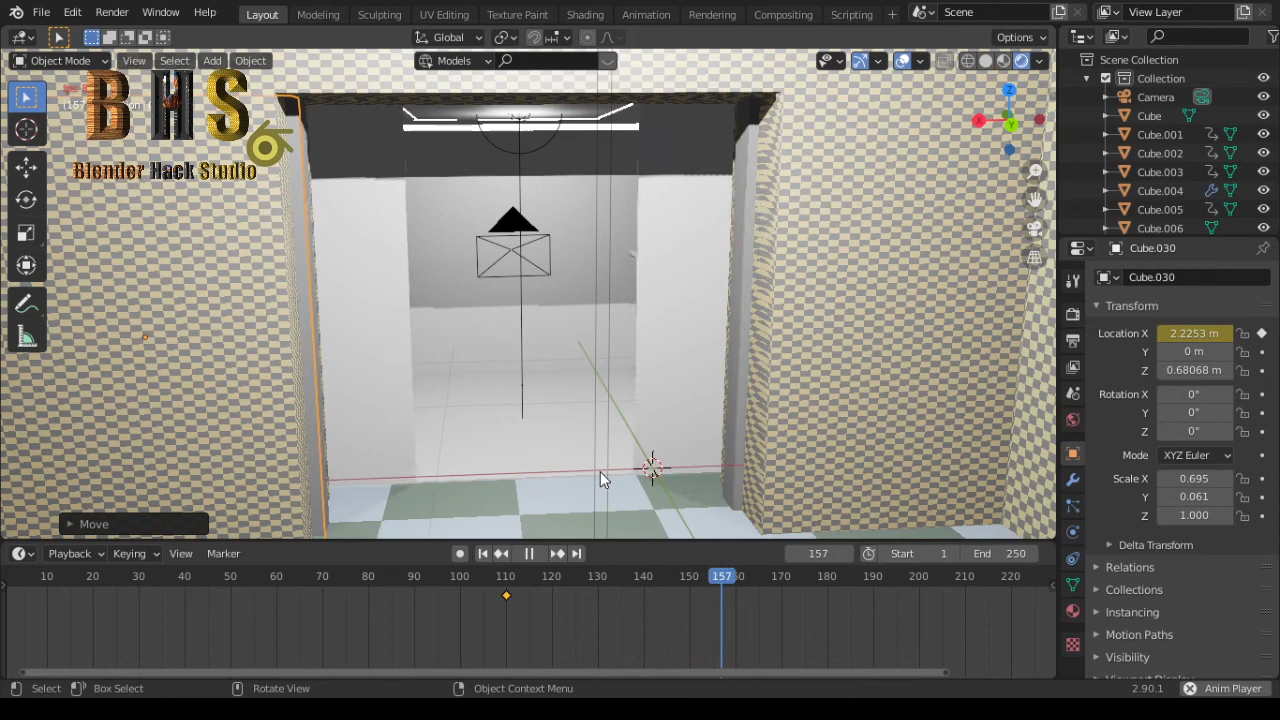 File Edit Render Window Help Layout Modeling Sculpting UV Editing Texture Paint Shading Animation Rendering Compositing Scripting + Scene View Layer
Global Options
Object Mode View Select Add Object Models
BHS
Blender Hack Studio
Z
X
Y
Move
Scene Collection
Collection
Camera
Cube
Cube.001
Cube.002
Cube.003
Cube.004
Cube.005
Cube.006
Cube.030
Cube.030
Transform
Location X 2.2253 m
Y 0 m
Z 0.68068 m
Rotation X 0°
Y 0°
Z 0°
Mode XYZ Euler
Scale X 0.695
Y 0.061
Z 1.000
Delta Transform
Relations
Collections
Instancing
Motion Paths
Visibility
Playback Keying View Marker 157 Start 1 End 250
10 20 30 40 50 60 70 80 90 100 110 120 130 140 150 157 60 170 180 190 200 210 220
Select Box Select Rotate View Object Context Menu 2.90.1 Anim Player